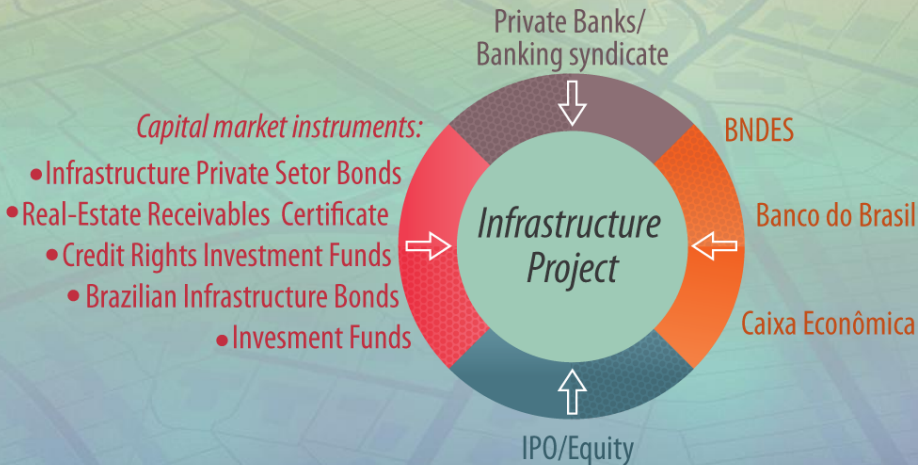 Private Banks/
Banking syndicate
Capital market instruments:
•Infrastructure Private Setor Bonds
•Real-Estate Receivables Certificate
•Credit Rights Investment Funds
•Brazilian Infrastructure Bonds
•Invesment Funds
Infrastructure
Project
BNDES
Banco do Brasil
Caixa Econômica
IPO/Equity